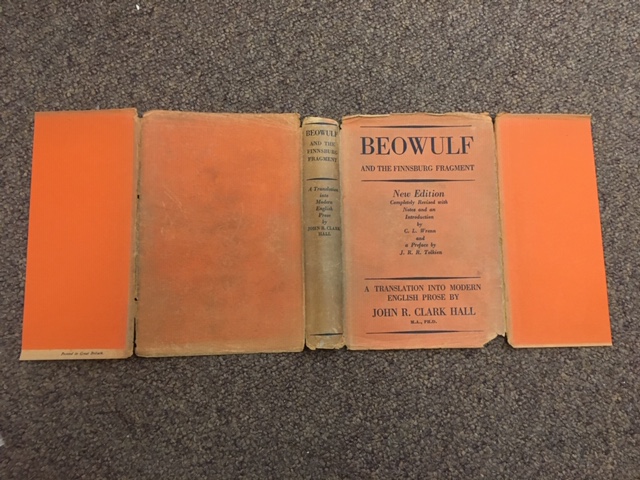 Printed in Great Britain
BEOWULF
AND THE
FINNSBURG
FRAGMENT
A Translation
into
Modern
English
Prose
by
JOHN R. CLARK
HALL
BEOWULF
AND THE FINNSBURG FRAGMENT
New Edition
Completely Revised with
Notes and an
Introduction
by
C. L. Wrenn
and
a Preface by
J. R. R. Tolkien
A TRANSLATION INTO MODERN
ENGLISH PROSE BY
JOHN R. CLARK HALL
M.A., PH.D.